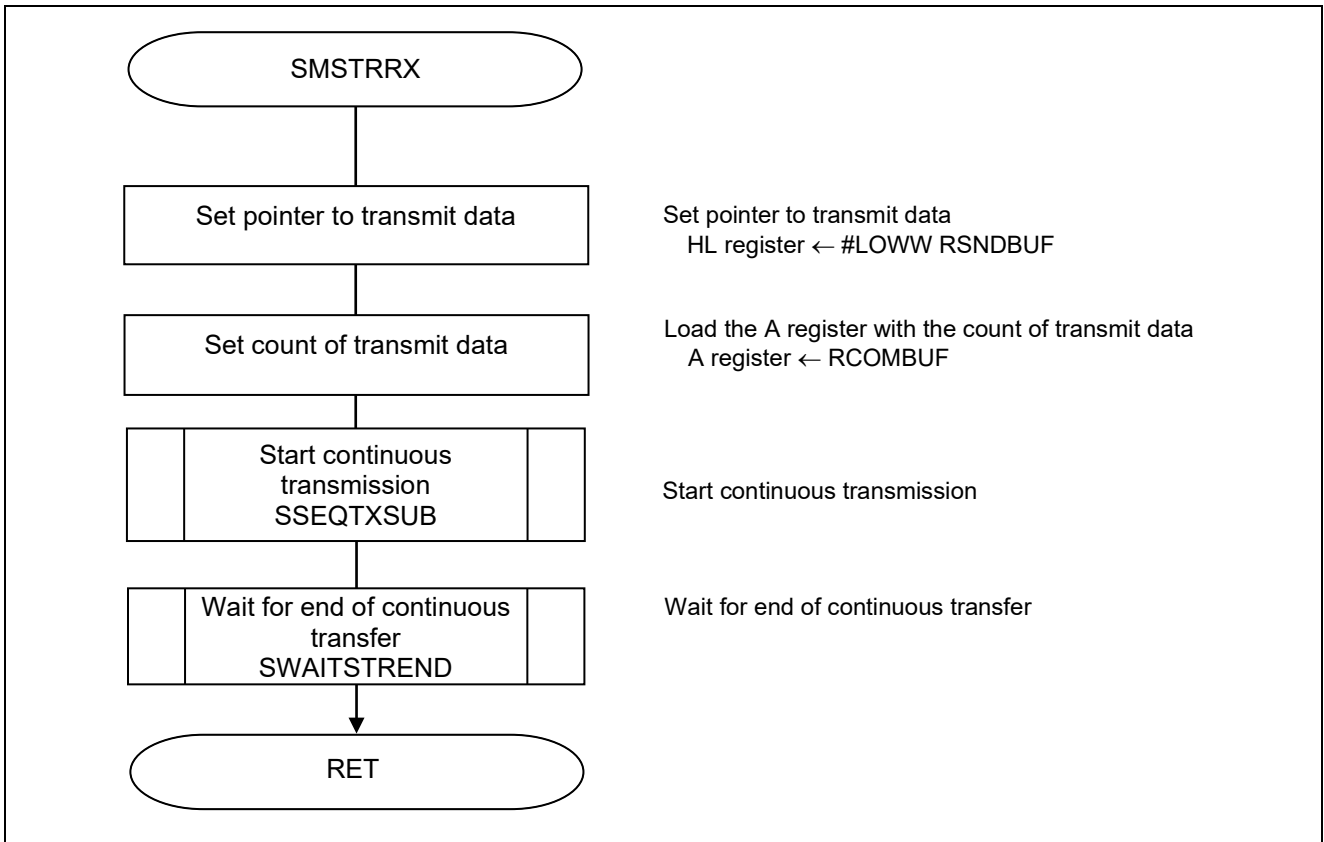 SMSTRRX
Set pointer to transmit data
Set pointer to transmit data
HL register ← #LOWW RSNDBUF
Set count of transmit data
Load the A register with the count of transmit data
A register ← RCOMBUF
Start continuous
transmission
SSEQTXSUB
Start continuous transmission
Wait for end of continuous
transfer
SWAITSTREND
Wait for end of continuous transfer
RET